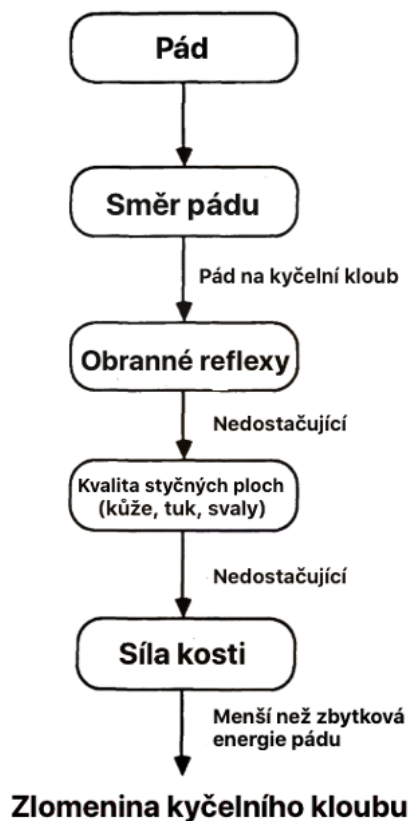 Pád
Směr pádu
Pád na kyčelní kloub
Obranné reflexy
Nedostačující
Kvalita styčných ploch
(kůže, tuk, svaly)
Nedostačující
Síla kosti
Menší než zbytková
energie pádu
Zlomenina kyčelního kloubu